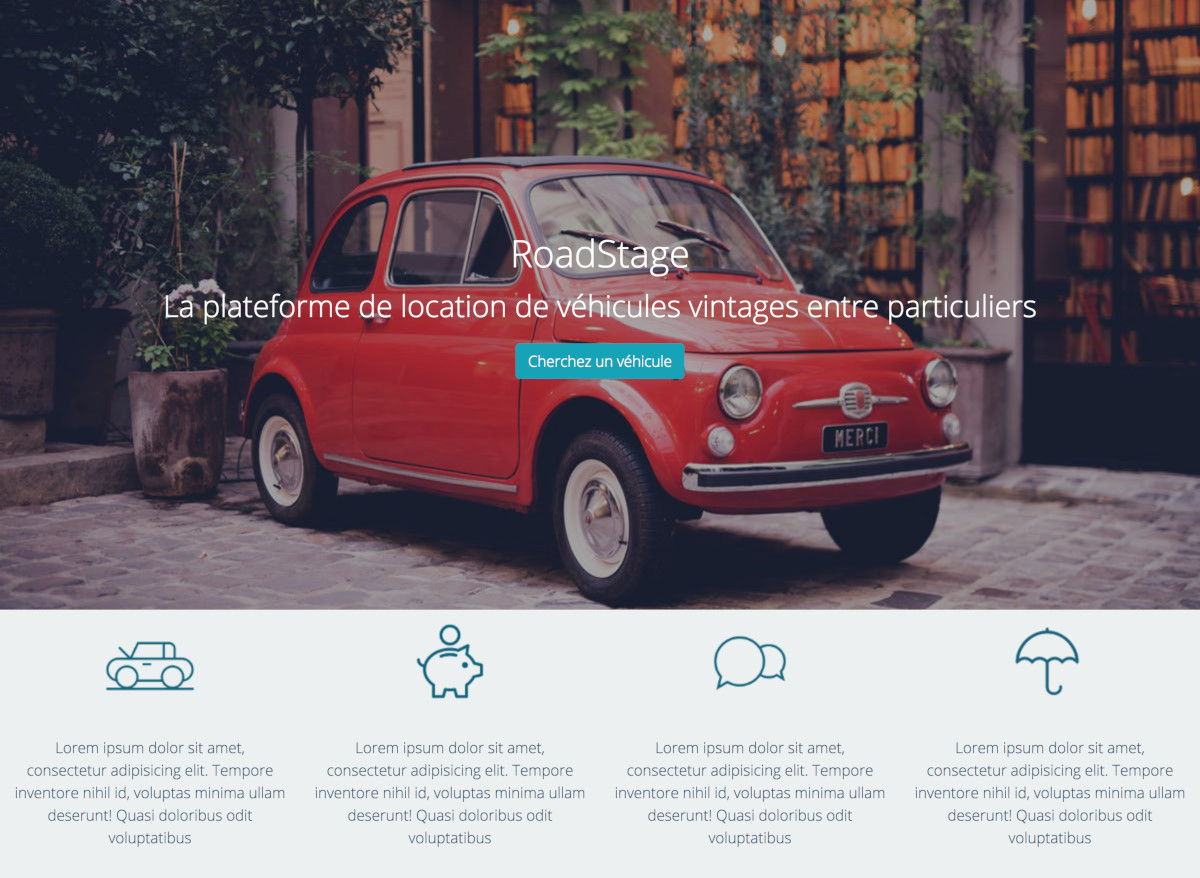 RoadStage
La plateforme de location de véhicules vintages entre particuliers
Cherchez un véhicule
MERCI
Lorem ipsum dolor sit amet,
consectetur adipisicing elit. Tempore
inventore nihil id, voluptas minima ullam
deserunt! Quasi doloribus odit
voluptatibus
Lorem ipsum dolor sit amet,
consectetur adipisicing elit. Tempore
inventore nihil id, voluptas minima ullam
deserunt! Quasi doloribus odit
voluptatibus
Lorem ipsum dolor sit amet,
consectetur adipisicing elit. Tempore
inventore nihil id, voluptas minima ullam
deserunt! Quasi doloribus odit
voluptatibus
Lorem ipsum dolor sit amet,
consectetur adipisicing elit. Tempore
inventore nihil id, voluptas minima ullam
deserunt! Quasi doloribus odit
voluptatibus